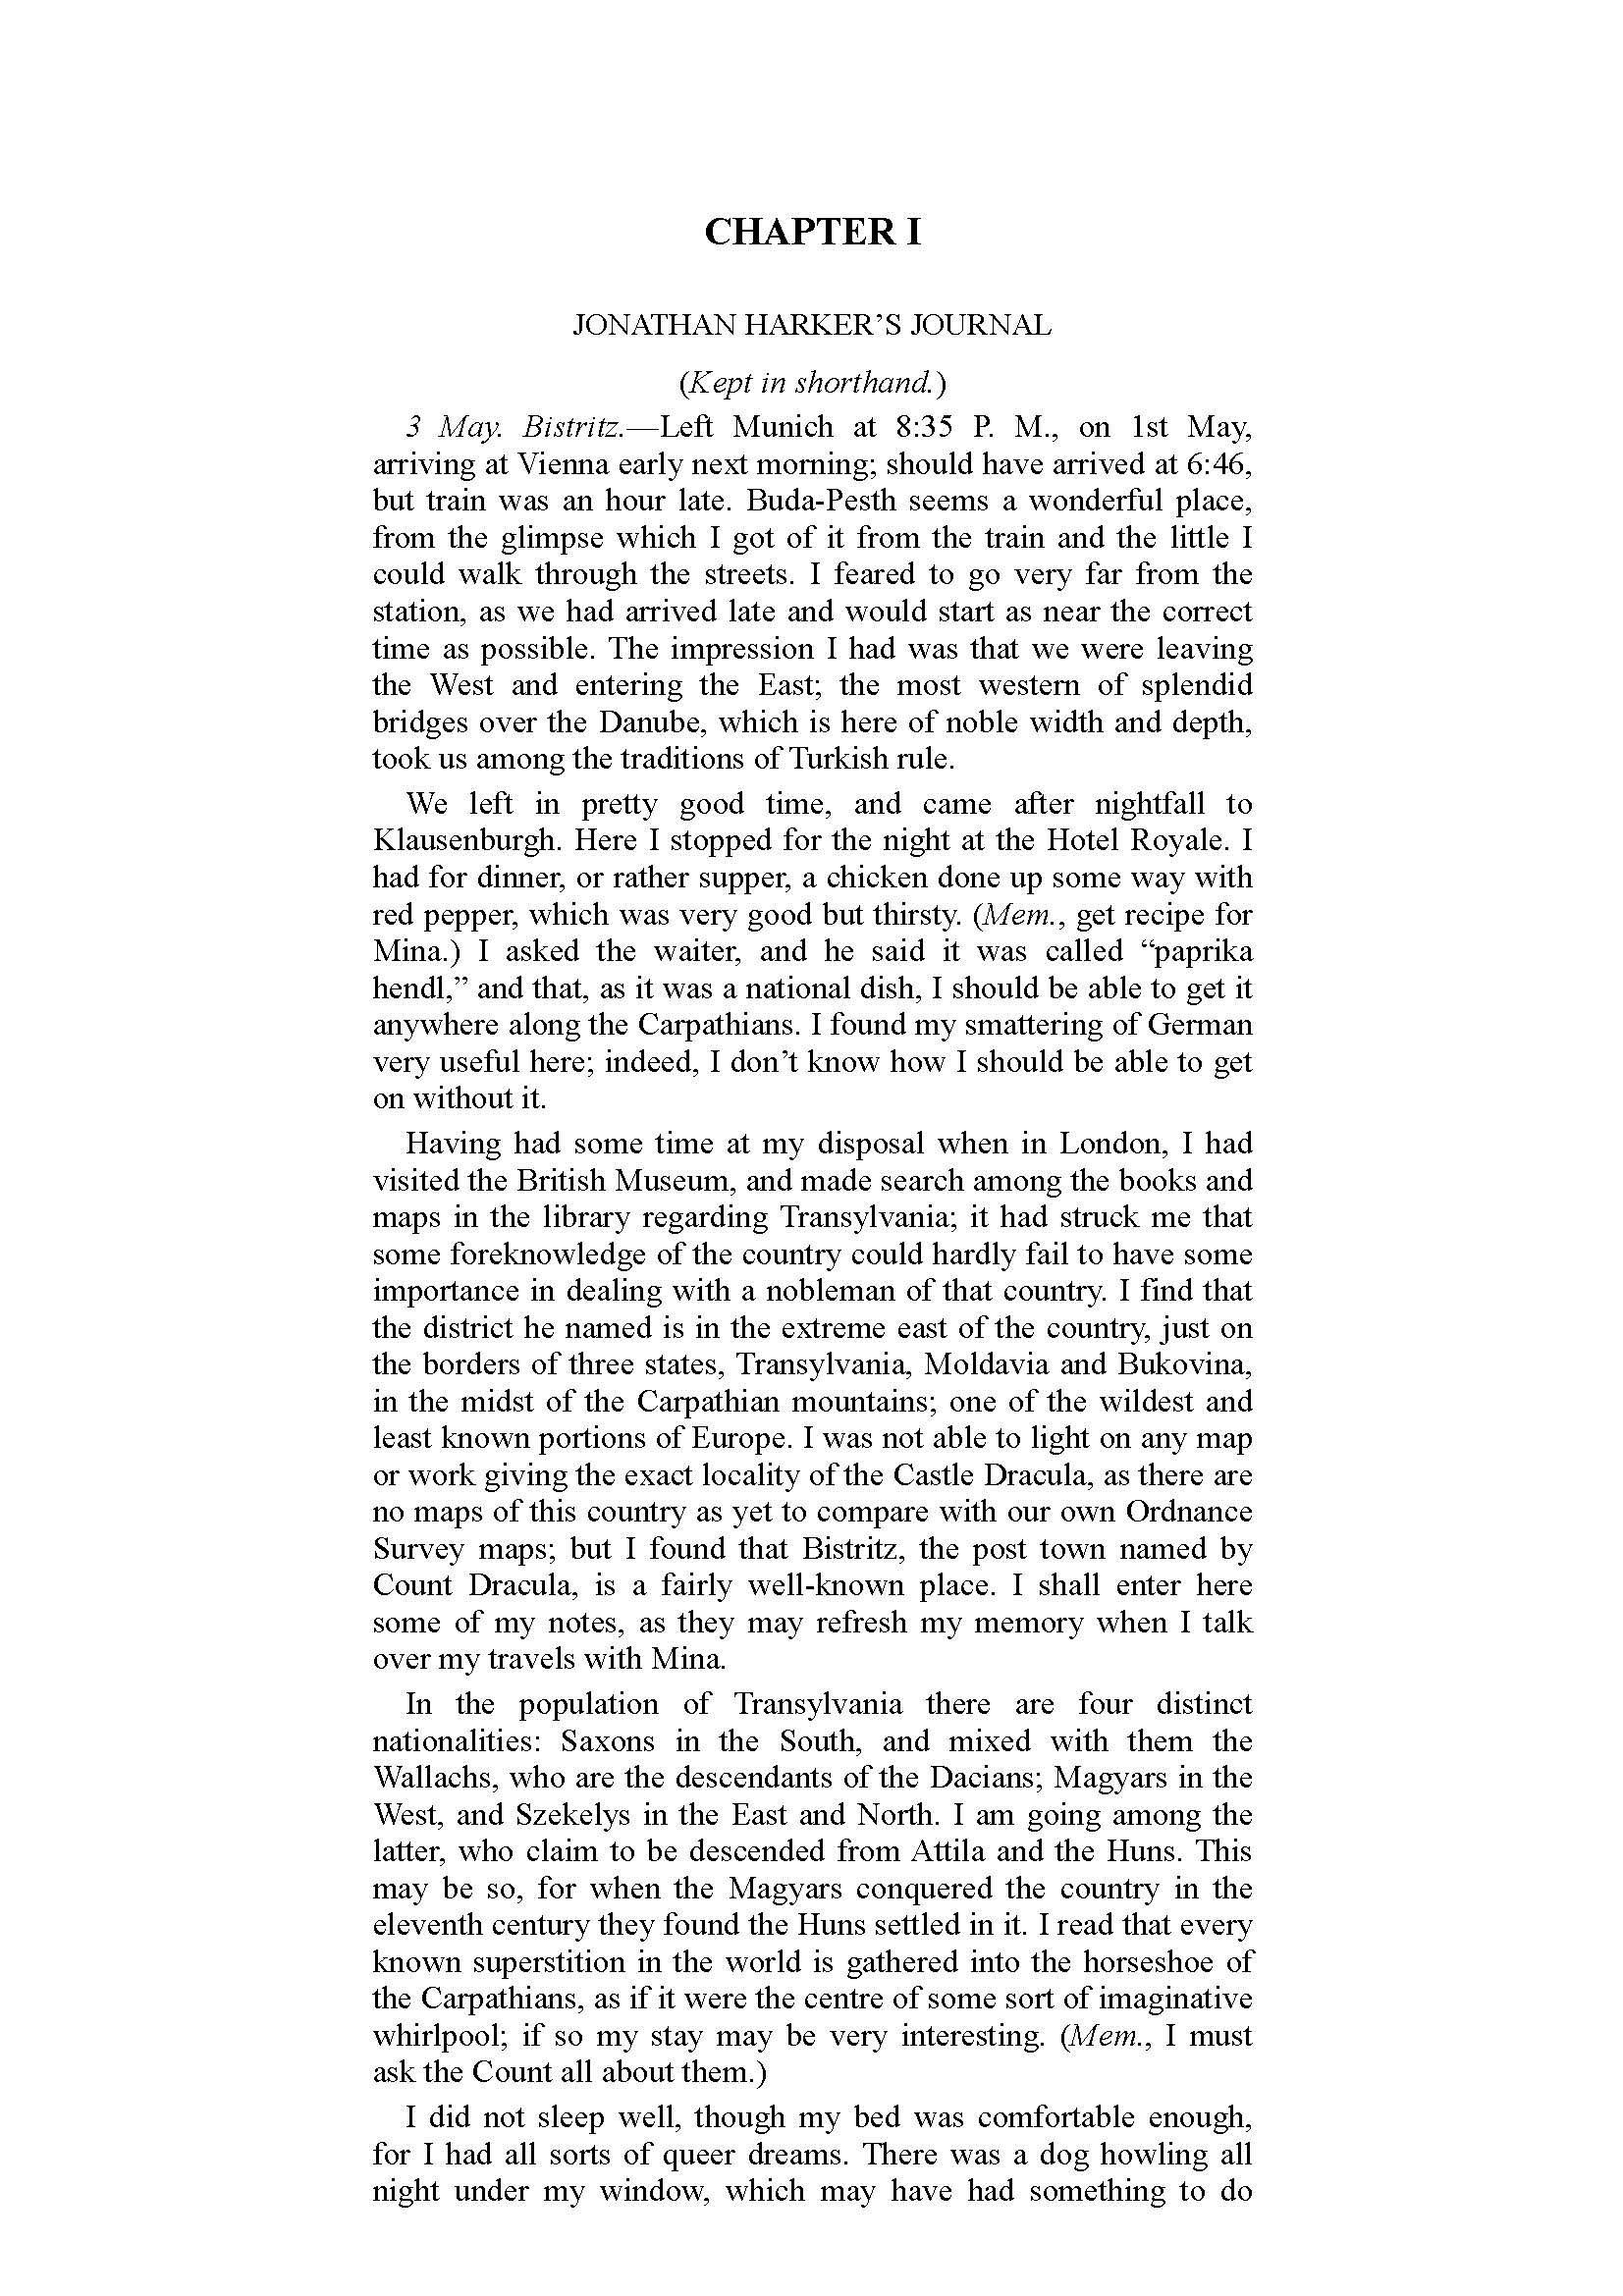 CHAPTER I
JONATHAN HARKER’S JOURNAL
(Kept in shorthand.)
3 May. Bistritz.—Left Munich at 8:35 P. M., on 1st May,
arriving at Vienna early next morning; should have arrived at 6:46,
but train was an hour late. Buda-Pesth seems a wonderful place,
from the glimpse which I got of it from the train and the little I
could walk through the streets. I feared to go very far from the
station, as we had arrived late and would start as near the correct
time as possible. The impression I had was that we were leaving
the West and entering the East; the most western of splendid
bridges over the Danube, which is here of noble width and depth,
took us among the traditions of Turkish rule.
We left in pretty good time, and came after nightfall to
Klausenburgh. Here I stopped for the night at the Hotel Royale. I
had for dinner, or rather supper, a chicken done up some way with
red pepper, which was very good but thirsty. (Mem., get recipe for
Mina.) I asked the waiter, and he said it was called “paprika
hendl,” and that, as it was a national dish, I should be able to get it
anywhere along the Carpathians. I found my smattering of German
very useful here; indeed, I don’t know how I should be able to get
on without it.
Having had some time at my disposal when in London, I had
visited the British Museum, and made search among the books and
maps in the library regarding Transylvania; it had struck me that
some foreknowledge of the country could hardly fail to have some
importance in dealing with a nobleman of that country. I find that
the district he named is in the extreme east of the country, just on
the borders of three states, Transylvania, Moldavia and Bukovina,
in the midst of the Carpathian mountains; one of the wildest and
least known portions of Europe. I was not able to light on any map
or work giving the exact locality of the Castle Dracula, as there are
no maps of this country as yet to compare with our own Ordnance
Survey maps; but I found that Bistritz, the post town named by
Count Dracula, is a fairly well-known place. I shall enter here
some of my notes, as they may refresh my memory when I talk
over my travels with Mina.
In the population of Transylvania there are four distinct
nationalities: Saxons in the South, and mixed with them the
Wallachs, who are the descendants of the Dacians; Magyars in the
West, and Szekelys in the East and North. I am going among the
latter, who claim to be descended from Attila and the Huns. This
may be so, for when the Magyars conquered the country in the
eleventh century they found the Huns settled in it. I read that every
known superstition in the world is gathered into the horseshoe of
the Carpathians, as if it were the centre of some sort of imaginative
whirlpool; if so my stay may be very interesting. (Mem., I must
ask the Count all about them.)
I did not sleep well, though my bed was comfortable enough,
for I had all sorts of queer dreams. There was a dog howling all
night under my window, which may have had something to do